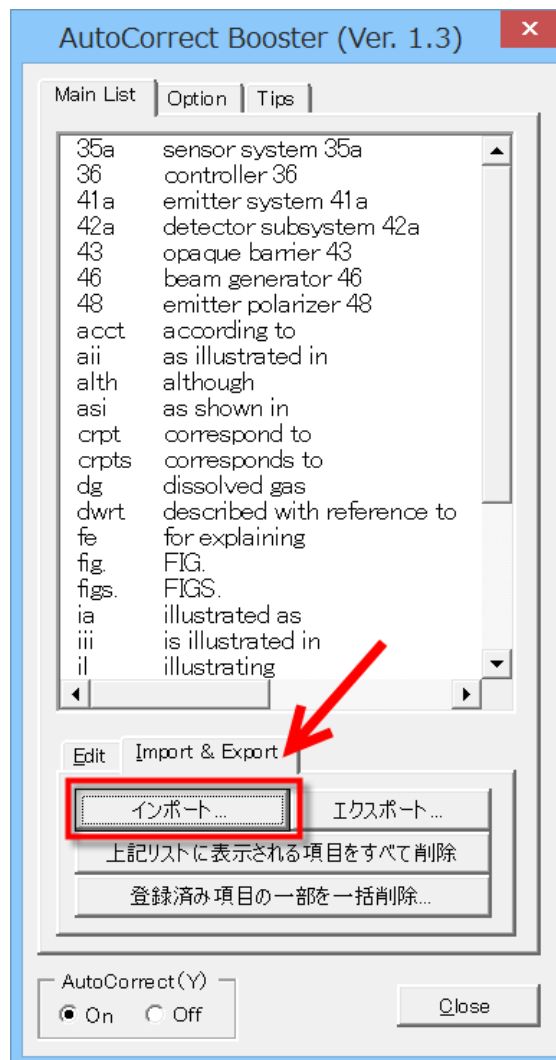 AutoCorrect Booster (Ver. 1.3)
Main List Option Tips
35a sensor system 35a
36 controller 36
41a emitter system 41a
42a detector subsystem 42a
43 opaque barrier 43
46 beam generator 46
48 emitter polarizer 48
acct according to
aii as illustrated in
alth although
asi as shown in
crpt correspond to
crpts corresponds to
dg dissolved gas
dwrt described with reference to
fe for explaining
fig. FIG.
figs. FIGS.
ia illustrated as
iii is illustrated in
il illustrating
Edit Import & Export
インポート... エクスポート...
上記リストに表示される項目をすべて削除
登録済み項目の一部を一括削除...
AutoCorrect(Y)
On Off
Close